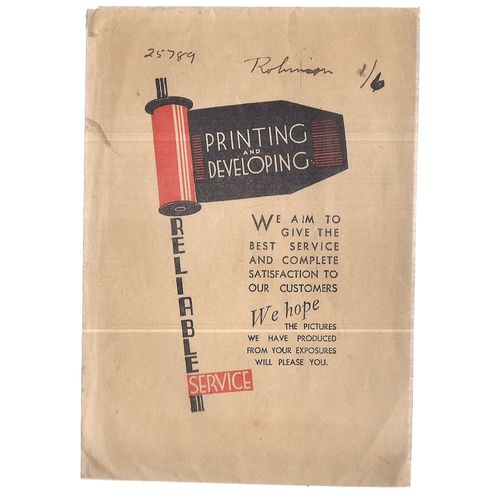 25789 Robinson 1/6
PRINTING
AND
DEVELOPING
RELIABLE
SERVICE
WE AIM TO
GIVE THE
BEST SERVICE
AND COMPLETE
SATISFACTION TO
OUR CUSTOMERS
We hope
THE PICTURES
WE HAVE PRODUCED
FROM YOUR EXPOSURES
WILL PLEASE YOU.